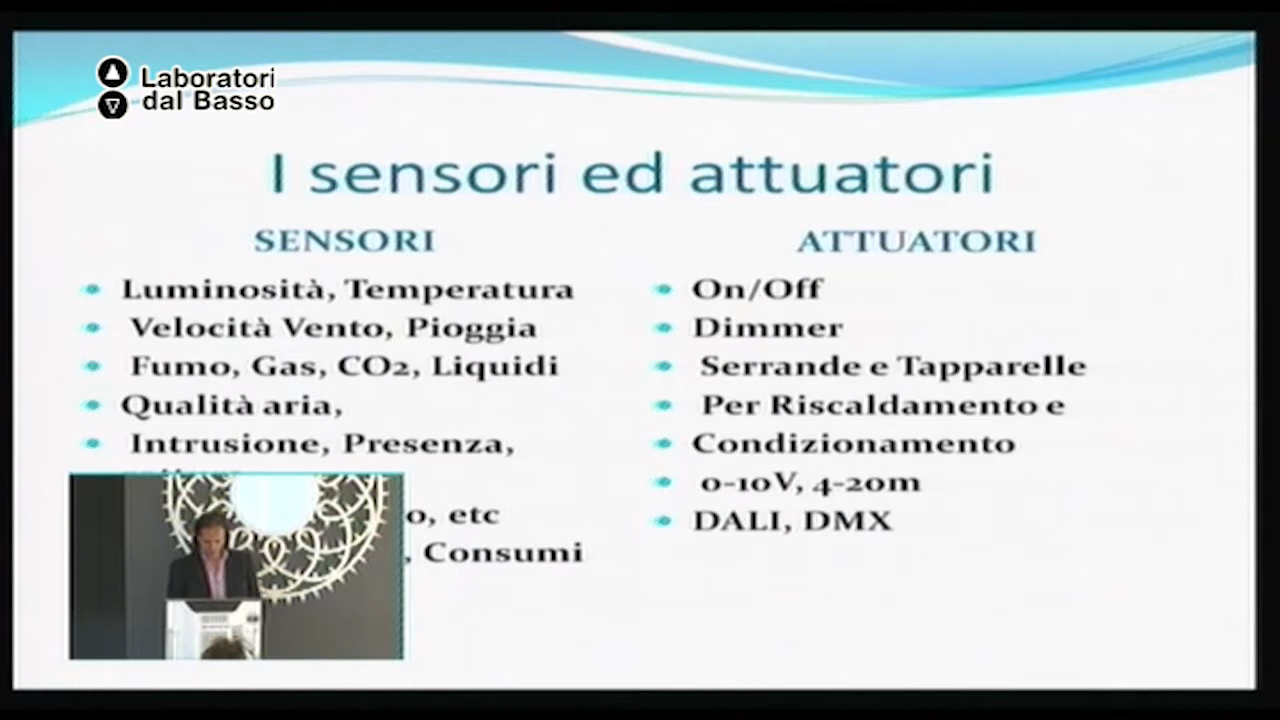 Laboratori
dal Basso
I sensori ed attuatori
SENSORI
Luminosità, Temperatura
Velocità Vento, Pioggia
Fumo, Gas, CO2, Liquidi
Qualità aria,
Intrusione, Presenza,
o, etc
, Consumi
ATTUATORI
On/Off
Dimmer
Serrande e Tapparelle
Per Riscaldamento e
Condizionamento
0-10V, 4-20m
DALI, DMX